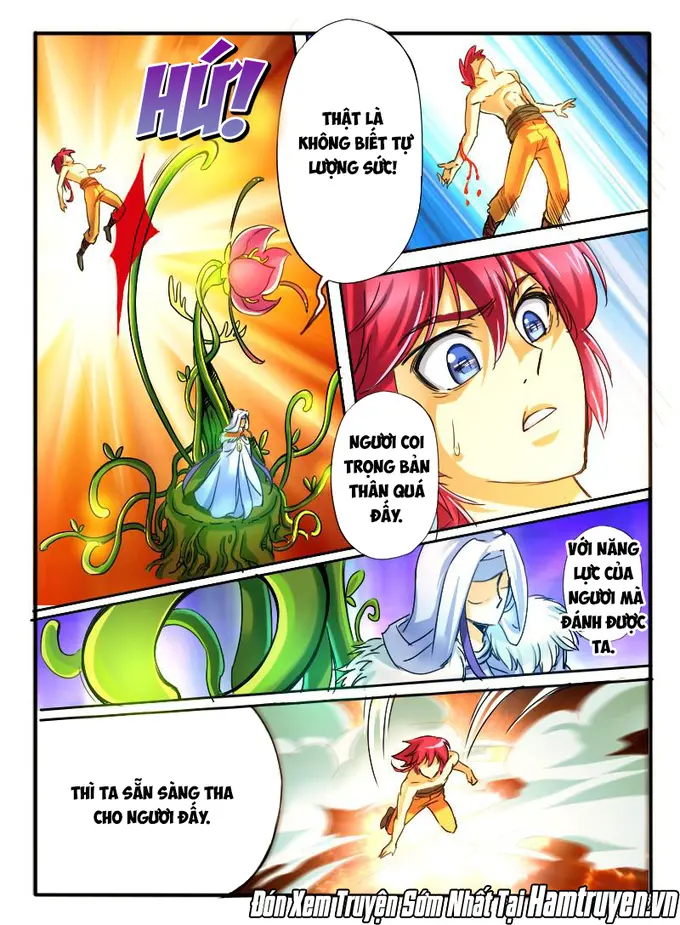 HỨ!
THẬT LÀ
KHÔNG BIẾT TỰ
LƯỢNG SỨC!
NGƯƠI COI
TRỌNG BẢN
THÂN QUÁ
ĐẤY.
VỚI NĂNG
LỰC CỦA
NGƯƠI MÀ
ĐÁNH ĐƯỢC
TA.
THÌ TA SẴN SÀNG THA
CHO NGƯƠI ĐẤY.
Đón Xem Truyện Sớm Nhất Tại Hamtruyen.vn